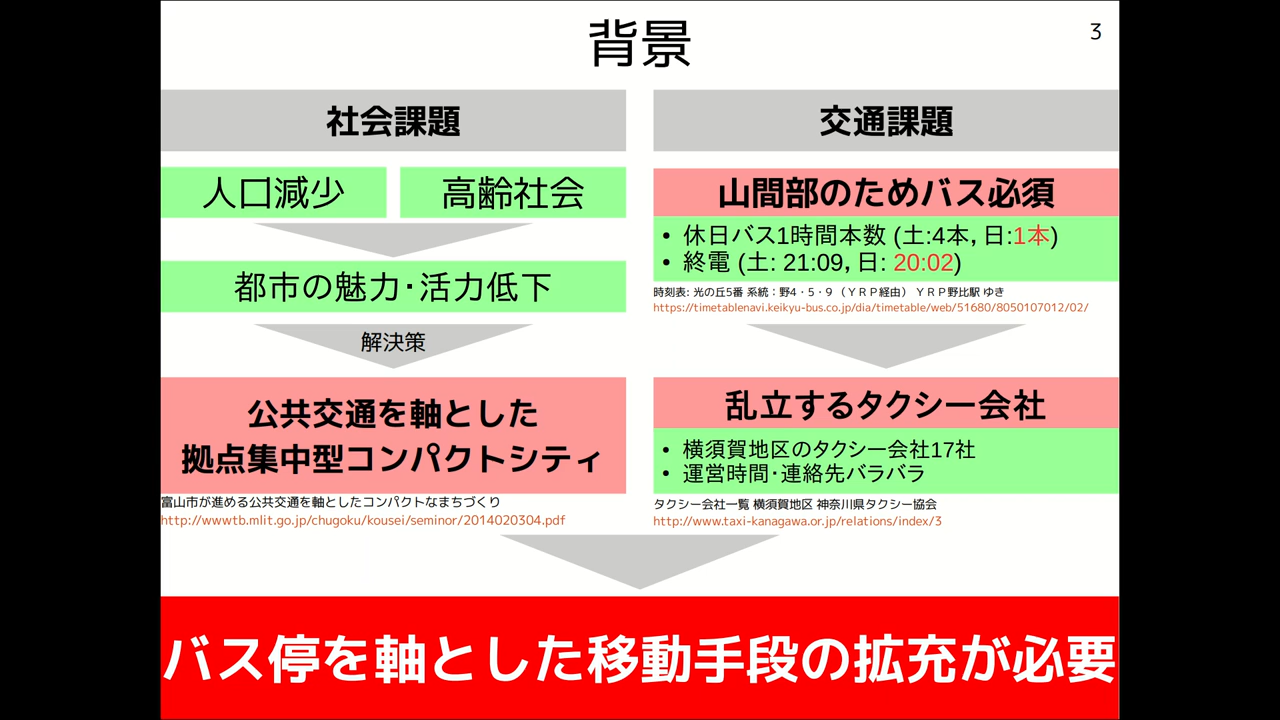 背景
3
社会課題
人口減少
高齢社会
都市の魅力・活力低下
解決策
公共交通を軸とした
拠点集中型コンパクトシティ
富山市が進める公共交通を軸としたコンパクトなまちづくり
http://wwwtb.mlit.go.jp/chugoku/kousei/seminor/2014020304.pdf
交通課題
山間部のためバス必須
• 休日バス1時間本数 (土:4本, 日:1本)
• 終電 (土: 21:09, 日: 20:02)
時刻表: 光の丘5番 系統：野4・5・9 （ＹＲＰ経由） ＹＲＰ野比駅 ゆき
https://timetablenavi.keikyu-bus.co.jp/dia/timetable/web/51680/8050107012/02/
乱立するタクシー会社
• 横須賀地区のタクシー会社17社
• 運営時間・連絡先バラバラ
タクシー会社一覧 横須賀地区 神奈川県タクシー協会
http://www.taxi-kanagawa.or.jp/relations/index/3
バス停を軸とした移動手段の拡充が必要